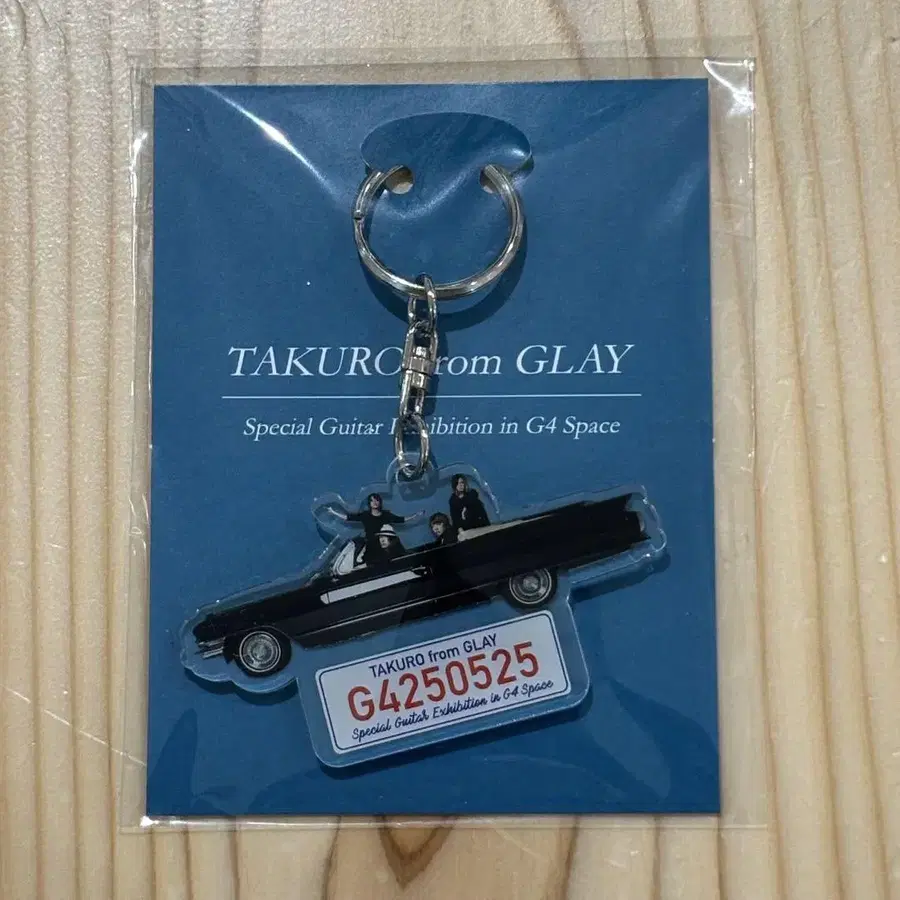 TAKURO from GLAY
Special Guitar Exhibition in G4 Space
TAKURO from GLAY
G4250525
Special Guitar Exhibition in G4 Space